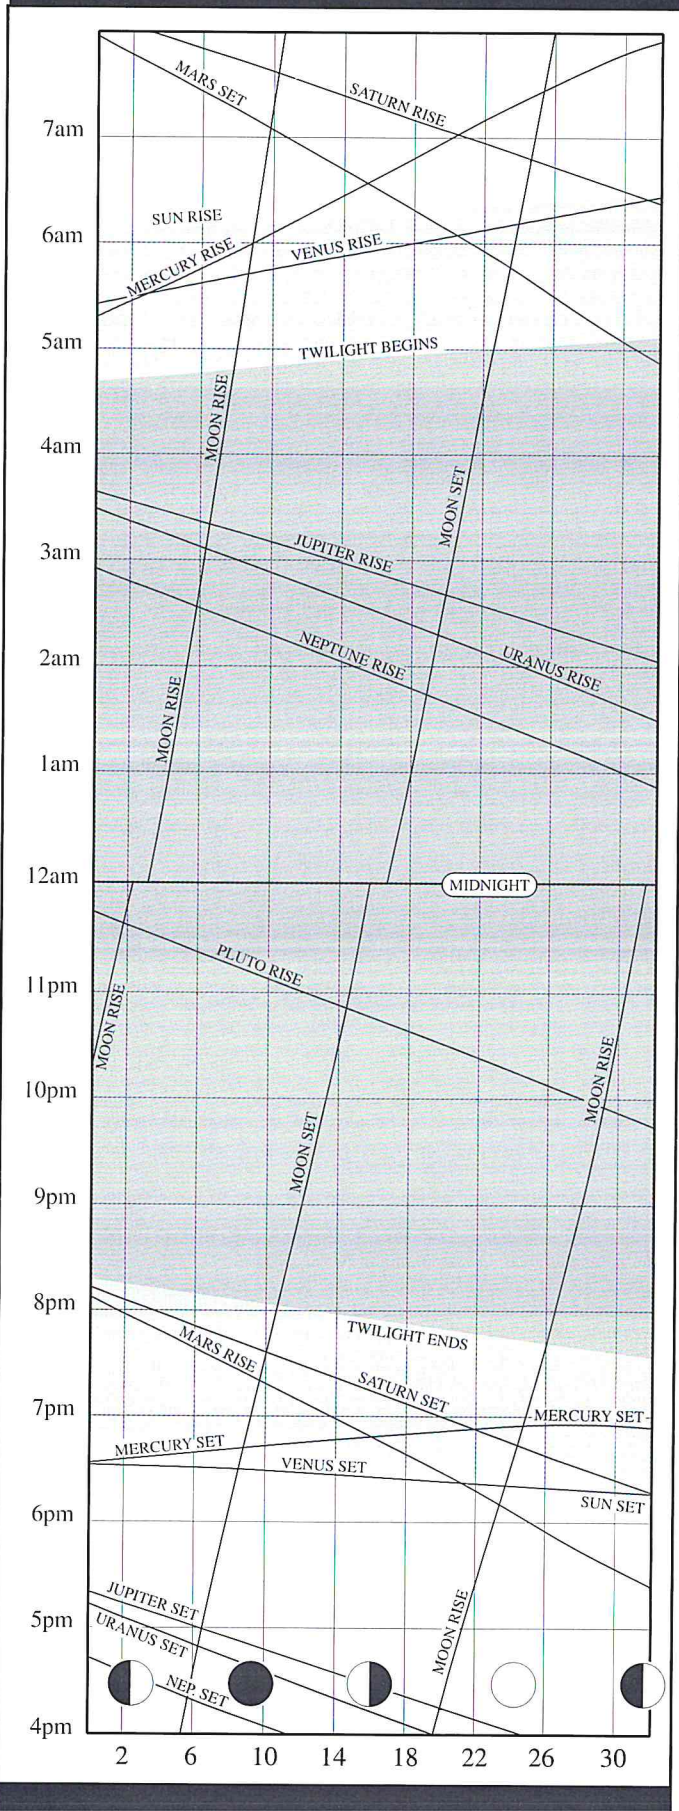 MARS SET
SATURN RISE
7am
SUN RISE
6am
MERCURY RISE
VENUS RISE
5am
TWILIGHT BEGINS
MOON RISE
4am
MOON SET
3am
JUPITER RISE
NEPTUNE RISE
URANUS RISE
2am
MOON RISE
1am
12am
MIDNIGHT
PLUTO RISE
11pm
MOON RISE
MOON RISE
10pm
MOON SET
9pm
8pm
TWILIGHT ENDS
MARS RISE
SATURN SET
7pm
MERCURY SET
MERCURY SET
VENUS SET
SUN SET
6pm
JUPITER SET
5pm
URANUS SET
MOON RISE
NEP. SET
4pm
2 6 10 14 18 22 26 30